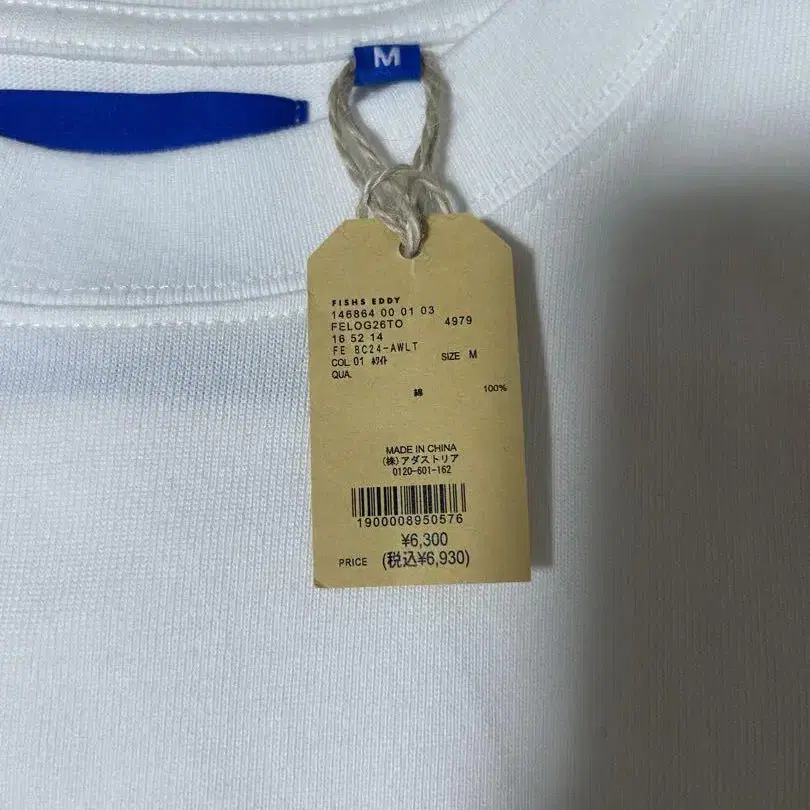 M
FISHS EDDY
146864 00 01 03
FELOG26TO 4979
16 52 14
FE 8C24-AWLT
COL. 01 ﾎﾜｲﾄ SIZE M
QUA.
綿 100%
MADE IN CHINA
(株)アダストリア
0120-601-162
1900008950576
¥6,300
PRICE (税込¥6,930)